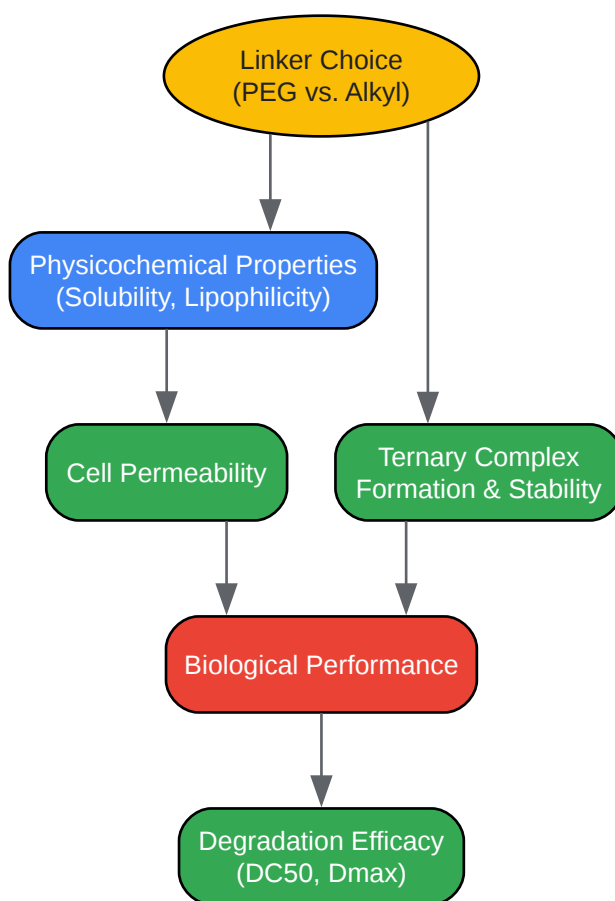 Linker Choice
(PEG vs. Alkyl)
Physicochemical Properties
(Solubility, Lipophilicity)
Cell Permeability
Ternary Complex
Formation & Stability
Biological Performance
Degradation Efficacy
(DC50, Dmax)